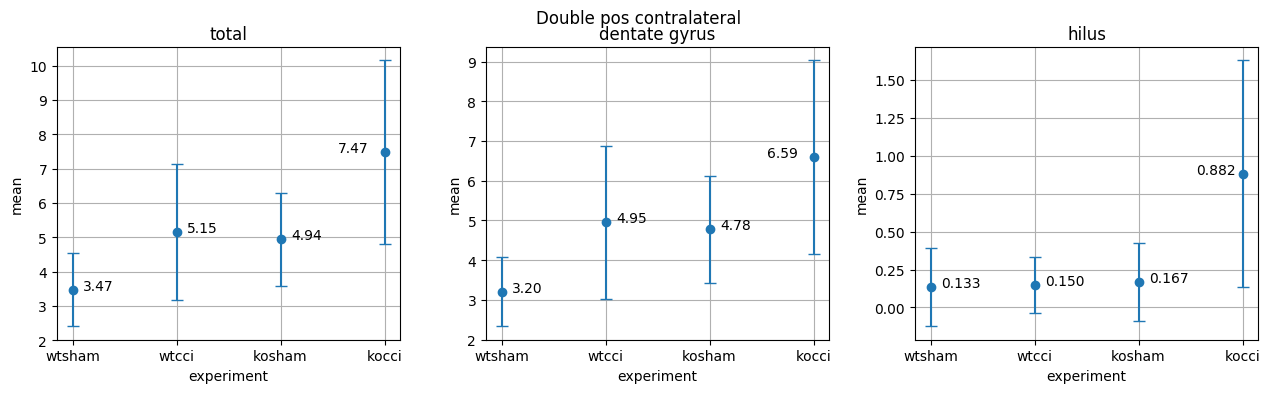 Double pos contralateral
total
10
9
8
7
6
5
4
3
2
mean
3.47
5.15
4.94
7.47
wtsham
wtcci
kosham
kocci
experiment
dentate gyrus
9
8
7
6
5
4
3
2
mean
3.20
4.95
4.78
6.59
wtsham
wtcci
kosham
kocci
experiment
hilus
1.50
1.25
1.00
0.75
0.50
0.25
0.00
mean
0.133
0.150
0.167
0.882
wtsham
wtcci
kosham
kocci
experiment